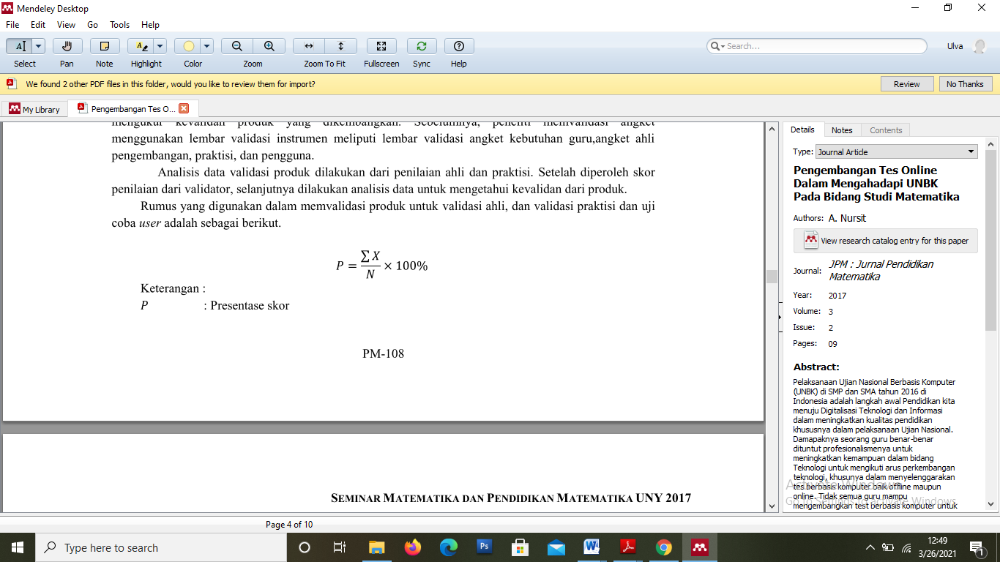 Mendeley Desktop
File Edit View Go Tools Help
Select Pan Note Highlight Color Zoom Zoom To Fit Fullscreen Sync Help
Search...
Ulva
We found 2 other PDF files in this folder, would you like to review them for import?
Review No Thanks
My Library
Pengembangan Tes O...
mengukur kevalidan produk yang dikembangkan. Sebelumnya, peneliti memvalidasi angket
menggunakan lembar validasi instrumen meliputi lembar validasi angket kebutuhan guru,angket ahli
pengembangan, praktisi, dan pengguna.
Analisis data validasi produk dilakukan dari penilaian ahli dan praktisi. Setelah diperoleh skor
penilaian dari validator, selanjutnya dilakukan analisis data untuk mengetahui kevalidan dari produk.
Rumus yang digunakan dalam memvalidasi produk untuk validasi ahli, dan validasi praktisi dan uji
coba user adalah sebagai berikut.
P = ∑X / N × 100%
Keterangan :
P : Presentase skor
PM-108
SEMINAR MATEMATIKA DAN PENDIDIKAN MATEMATIKA UNY 2017
Page 4 of 10
Details Notes Contents
Type: Journal Article
Pengembangan Tes Online
Dalam Mengahadapi UNBK
Pada Bidang Studi Matematika
Authors: A. Nursit
View research catalog entry for this paper
Journal: JPM : Jurnal Pendidikan
Matematika
Year: 2017
Volume: 3
Issue: 2
Pages: 09
Abstract:
Pelaksanaan Ujian Nasional Berbasis Komputer
(UNBK) di SMP dan SMA tahun 2016 di
Indonesia adalah langkah awal Pendidikan kita
menuju Digitalisasi Teknologi dan Informasi
dalam meningkatkan kualitas pendidikan
khususnya dalam pelaksanaan Ujian Nasional.
Damapaknya seorang guru benar-benar
dituntut profesionalismenya untuk
meningkatkan kemampuan dalam bidang
Teknologi untuk mengikuti arus perkembangan
teknologi, khusunya dalam menyelenggarakan
tes berbasis komputer baik offline maupun
online. Tidak semua guru mampu
mengembangkan test berbasis komputer untuk
Activate Windows
Go to Settings to activate Windows.
Type here to search
Ps
12:49
3/26/2021
1